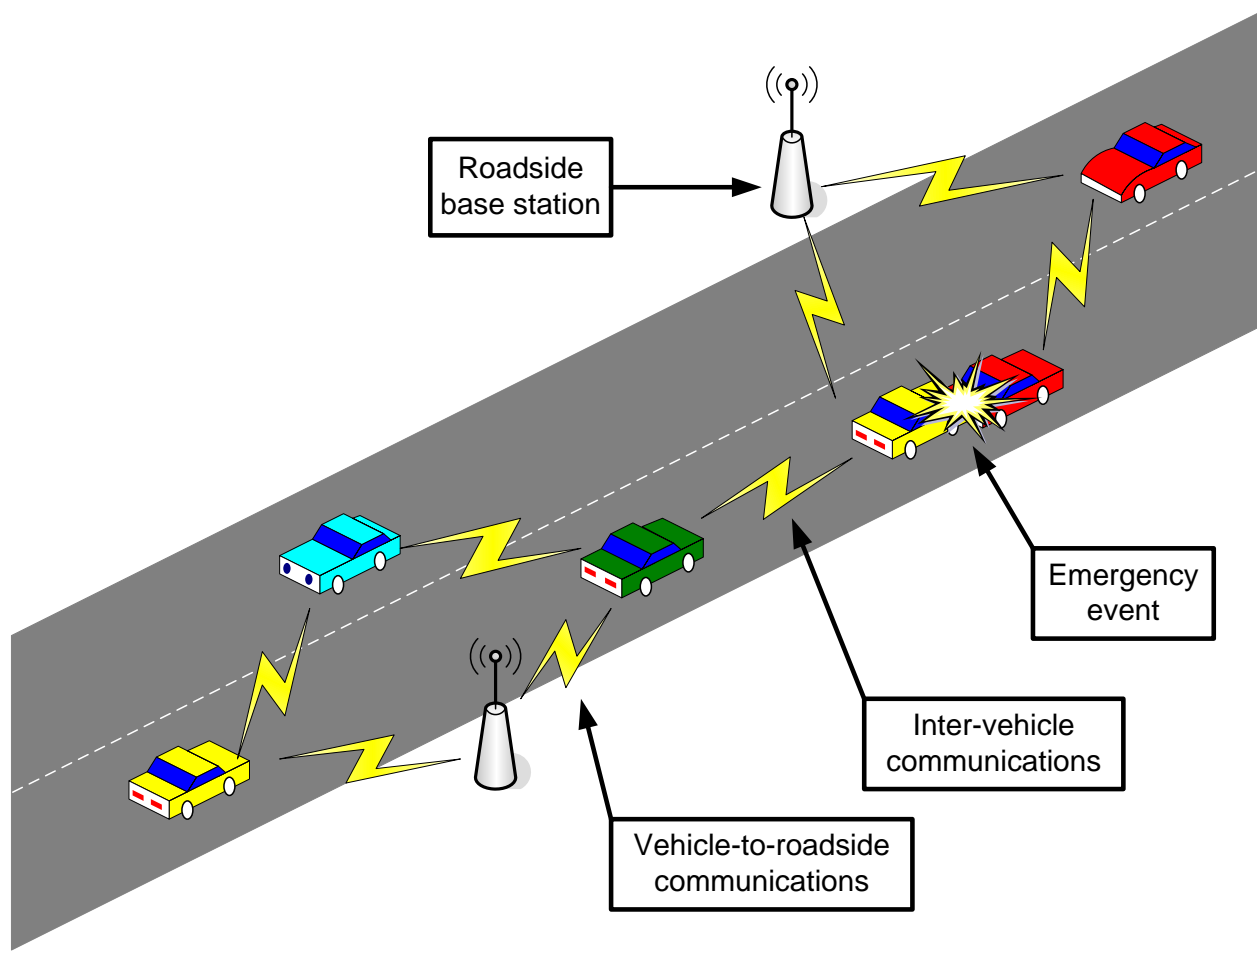 Roadside
base station
Emergency
event
Inter-vehicle
communications
Vehicle-to-roadside
communications